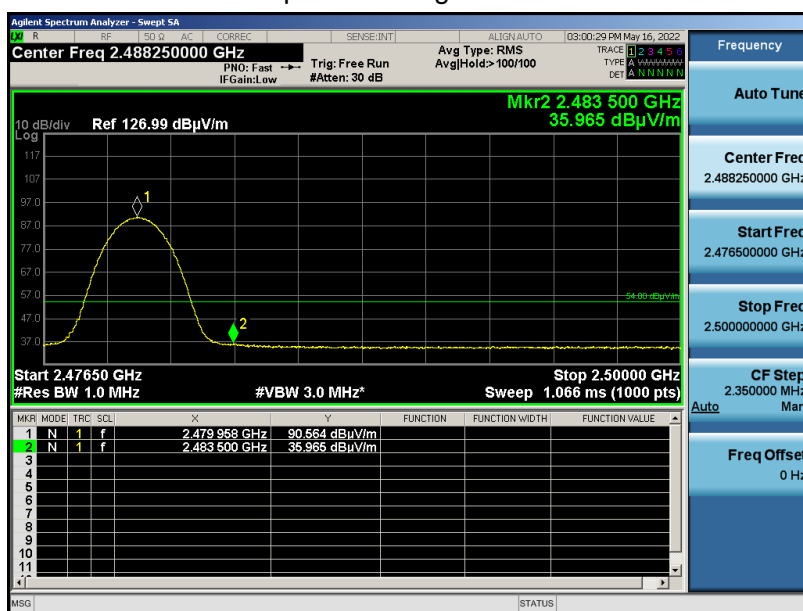 Agilent Spectrum Analyzer - Swept SA
LXI R RF 50 Ω AC CORREC SENSE:INT ALIGN AUTO 03:00:29 PM May 16, 2022
Center Freq 2.488250000 GHz
PNO: Fast
IFGain:Low
Trig: Free Run
#Atten: 30 dB
Avg Type: RMS
Avg|Hold:>100/100
TRACE 1 2 3 4 5 6
TYPE A WWWWW
DET A N N N N N
Mkr2 2.483 500 GHz
35.965 dBµV/m
10 dB/div Ref 126.99 dBµV/m
Log
117
107
97.0
87.0
77.0
67.0
57.0
47.0
37.0
1
2
54.00 dBµV/m
Start 2.47650 GHz Stop 2.50000 GHz
#Res BW 1.0 MHz #VBW 3.0 MHz* Sweep 1.066 ms (1000 pts)
MKR MODE TRC SCL X Y FUNCTION FUNCTION WIDTH FUNCTION VALUE
1 N 1 f 2.479 958 GHz 90.564 dBµV/m
2 N 1 f 2.483 500 GHz 35.965 dBµV/m
3
4
5
6
7
8
9
10
11
MSG STATUS
Frequency
Auto Tune
Center Freq
2.488250000 GHz
Start Freq
2.476500000 GHz
Stop Freq
2.500000000 GHz
CF Step
2.350000 MHz
Auto Man
Freq Offset
0 Hz